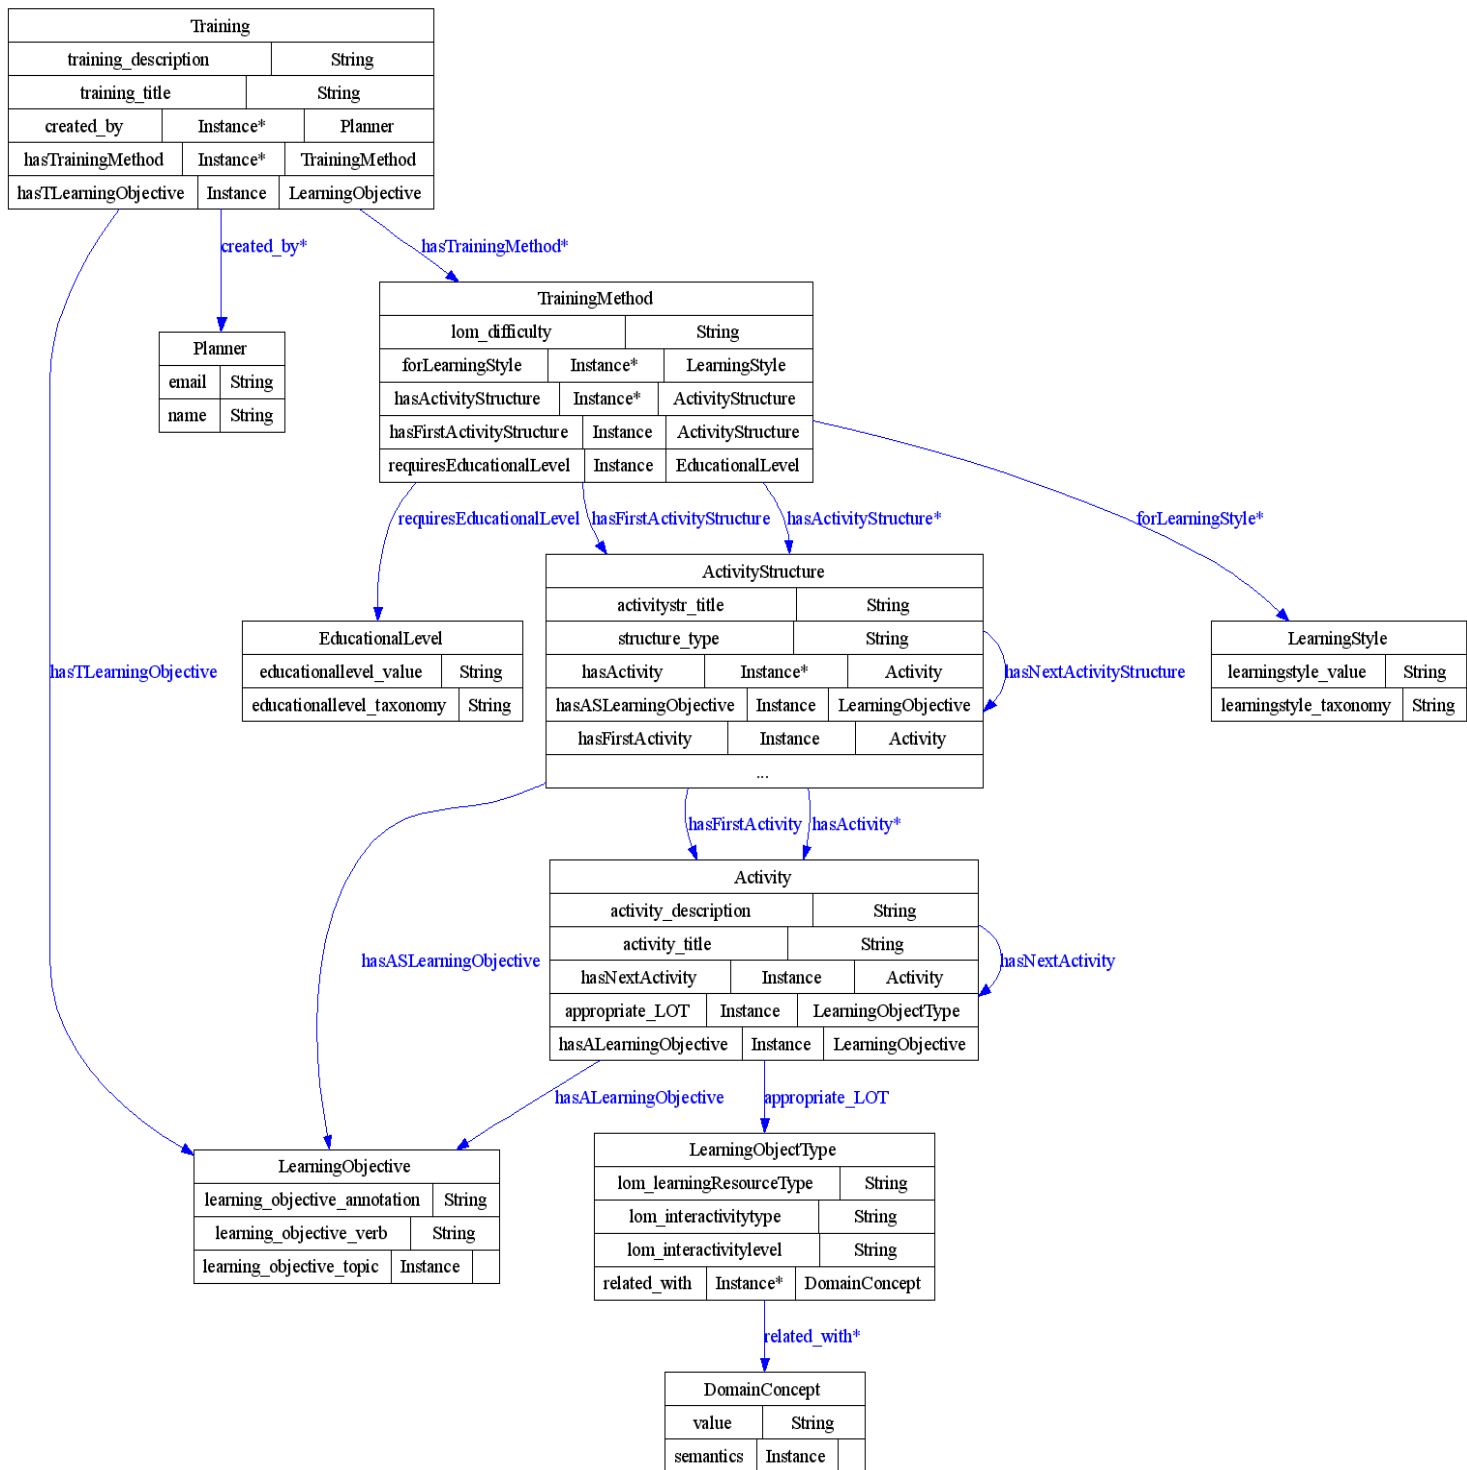 Training
training_description String
training_title String
created_by Instance* Planner
hasTrainingMethod Instance* TrainingMethod
hasTLearningObjective Instance LearningObjective
created_by*
hasTrainingMethod*
TrainingMethod
lom_difficulty String
forLearningStyle Instance* LearningStyle
hasActivityStructure Instance* ActivityStructure
hasFirstActivityStructure Instance ActivityStructure
requiresEducationalLevel Instance EducationalLevel
Planner
email String
name String
requiresEducationalLevel
hasFirstActivityStructure
hasActivityStructure*
forLearningStyle*
ActivityStructure
activitystr_title String
structure_type String
hasActivity Instance* Activity
hasASLearningObjective Instance LearningObjective
hasFirstActivity Instance Activity
...
hasNextActivityStructure
EducationalLevel
educationallevel_value String
educationallevel_taxonomy String
LearningStyle
learningstyle_value String
learningstyle_taxonomy String
hasTLearningObjective
hasFirstActivity
hasActivity*
Activity
activity_description String
activity_title String
hasNextActivity Instance Activity
appropriate_LOT Instance LearningObjectType
hasALearningObjective Instance LearningObjective
hasNextActivity
hasASLearningObjective
hasALearningObjective
appropriate_LOT
LearningObjective
learning_objective_annotation String
learning_objective_verb String
learning_objective_topic Instance
LearningObjectType
lom_learningResourceType String
lom_interactivitytype String
lom_interactivitylevel String
related_with Instance* DomainConcept
related_with*
DomainConcept
value String
semantics Instance